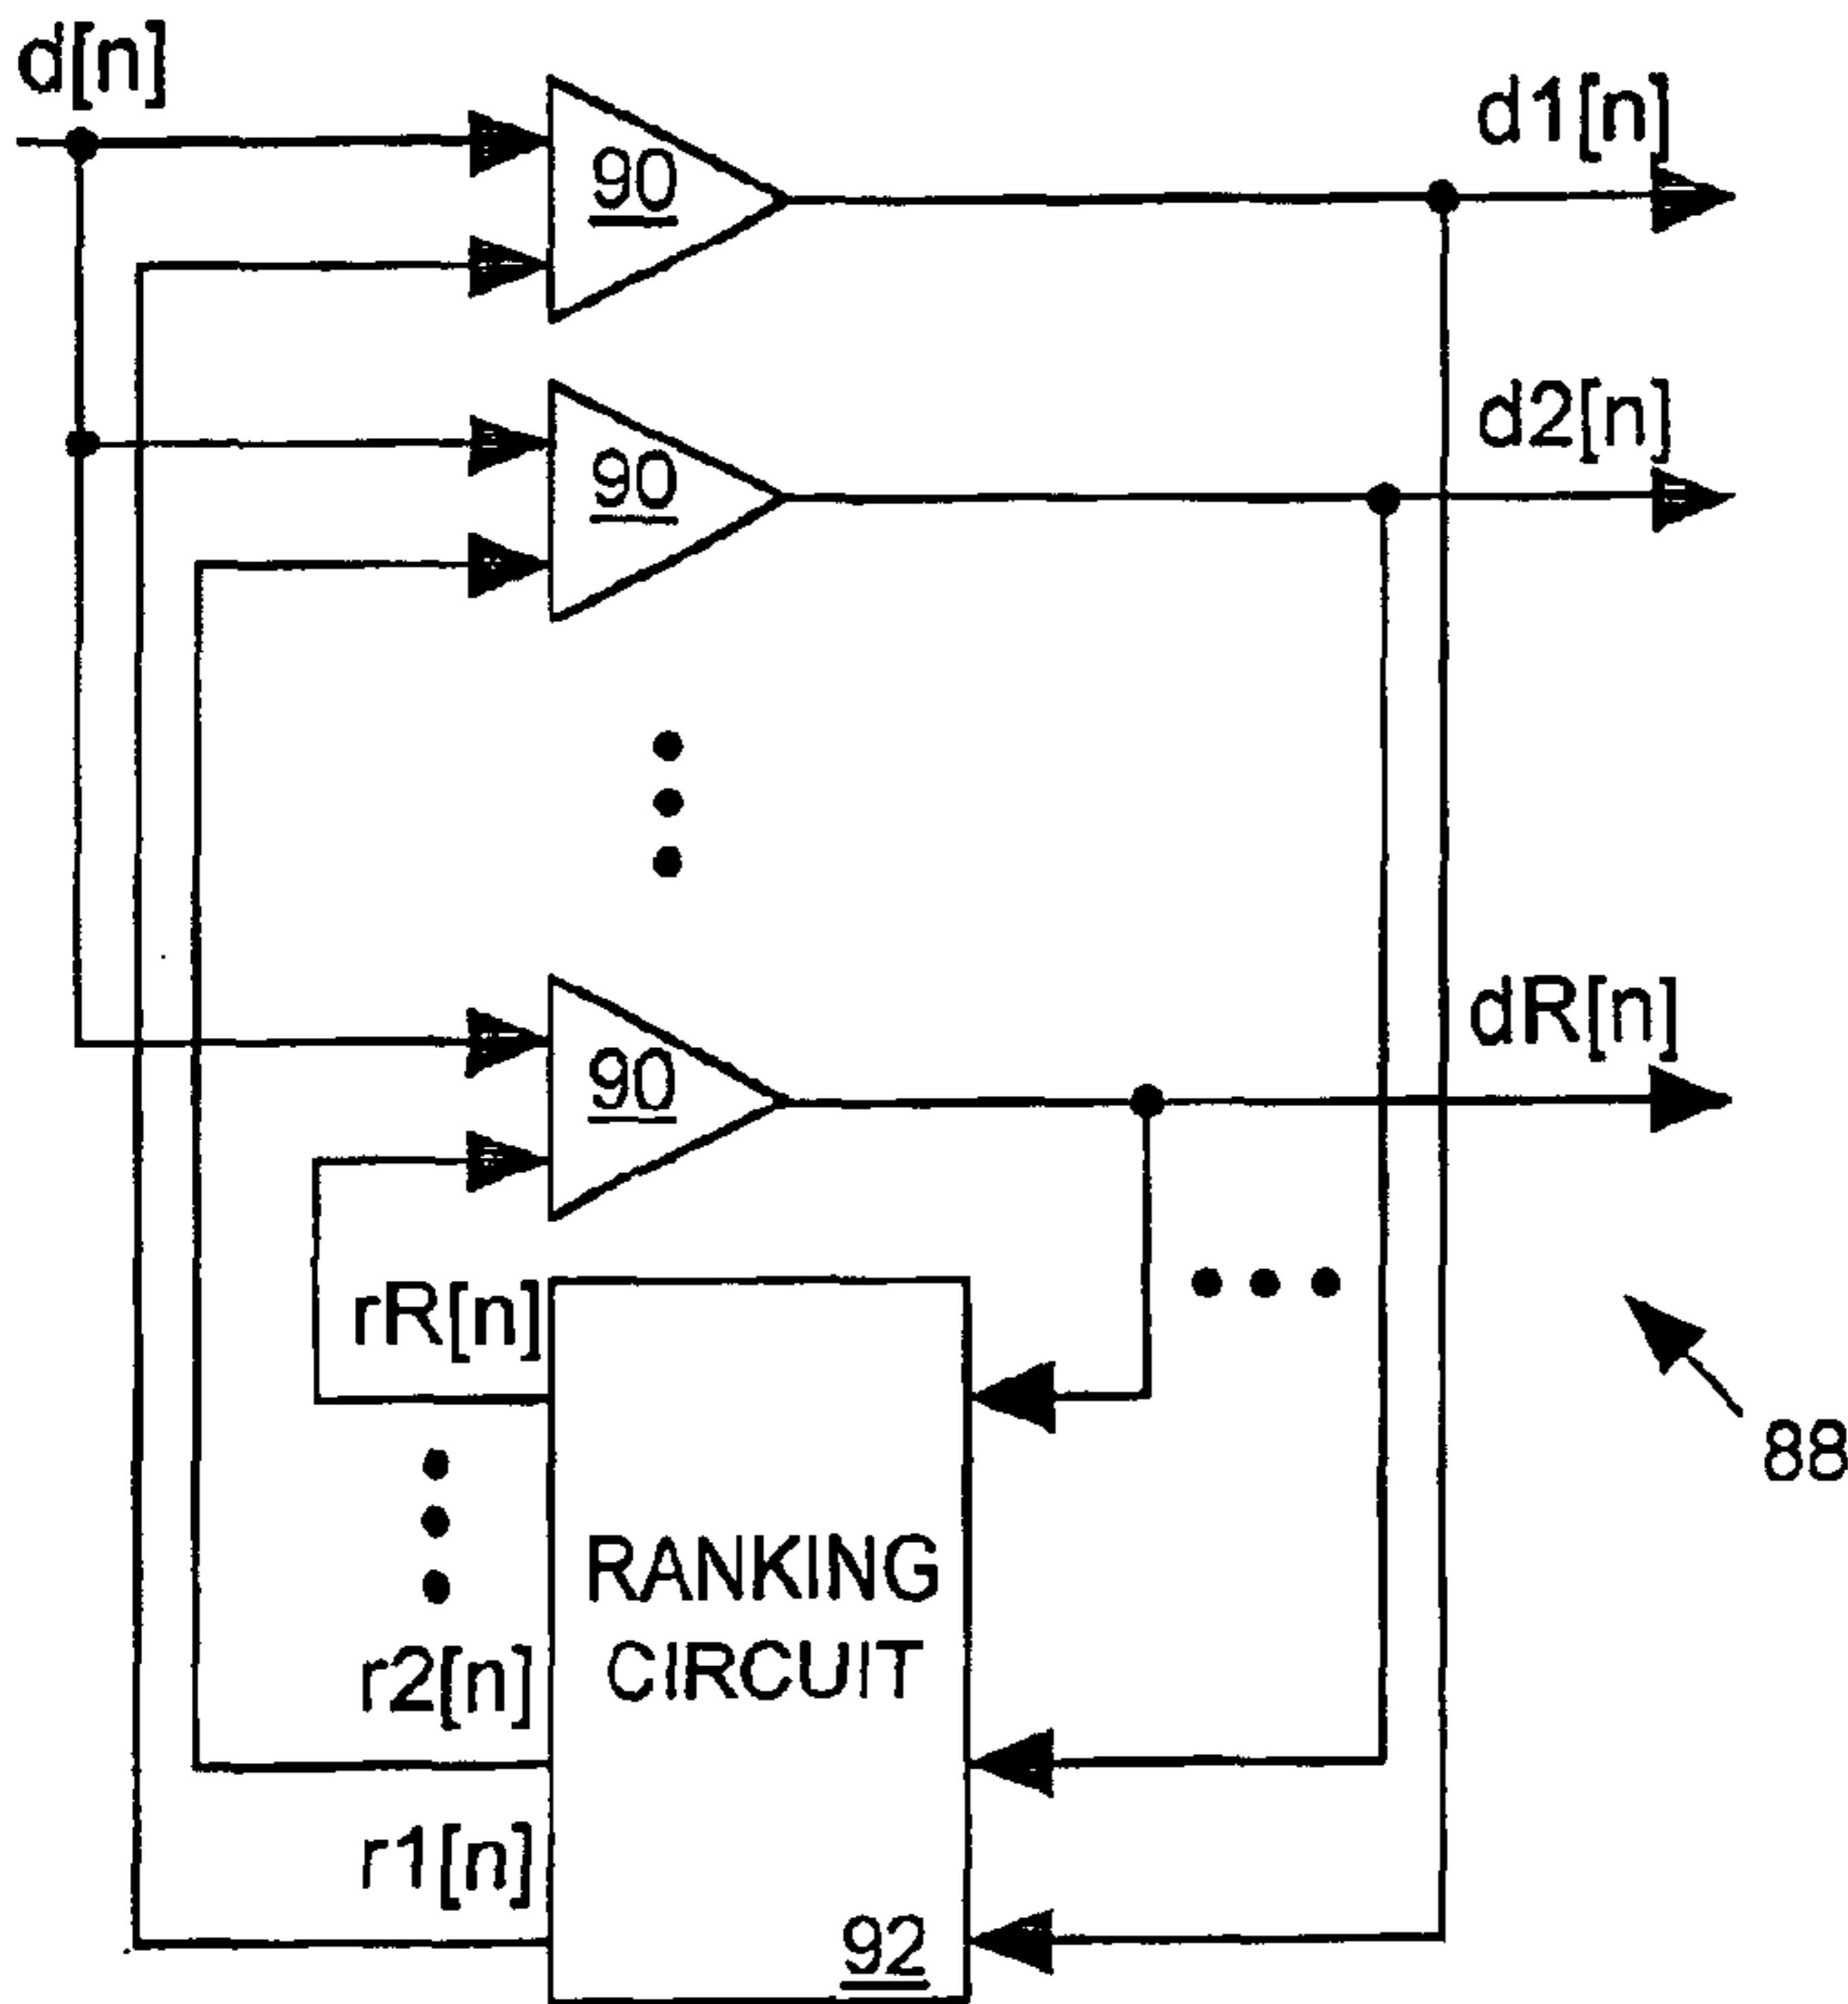 d[n]
90
d1[n]
90
d2[n]
90
dR[n]
rR[n]
88
RANKING
CIRCUIT
r2[n]
r1[n]
92